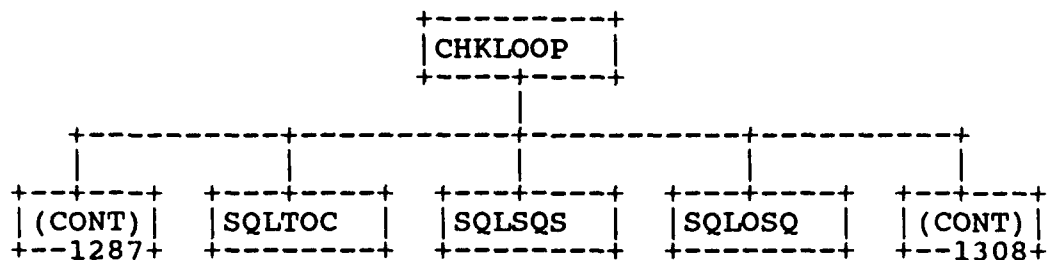 CHKLOOP
(CONT) SQLTOC SQLSQS SQLOSQ (CONT)
1287 1308